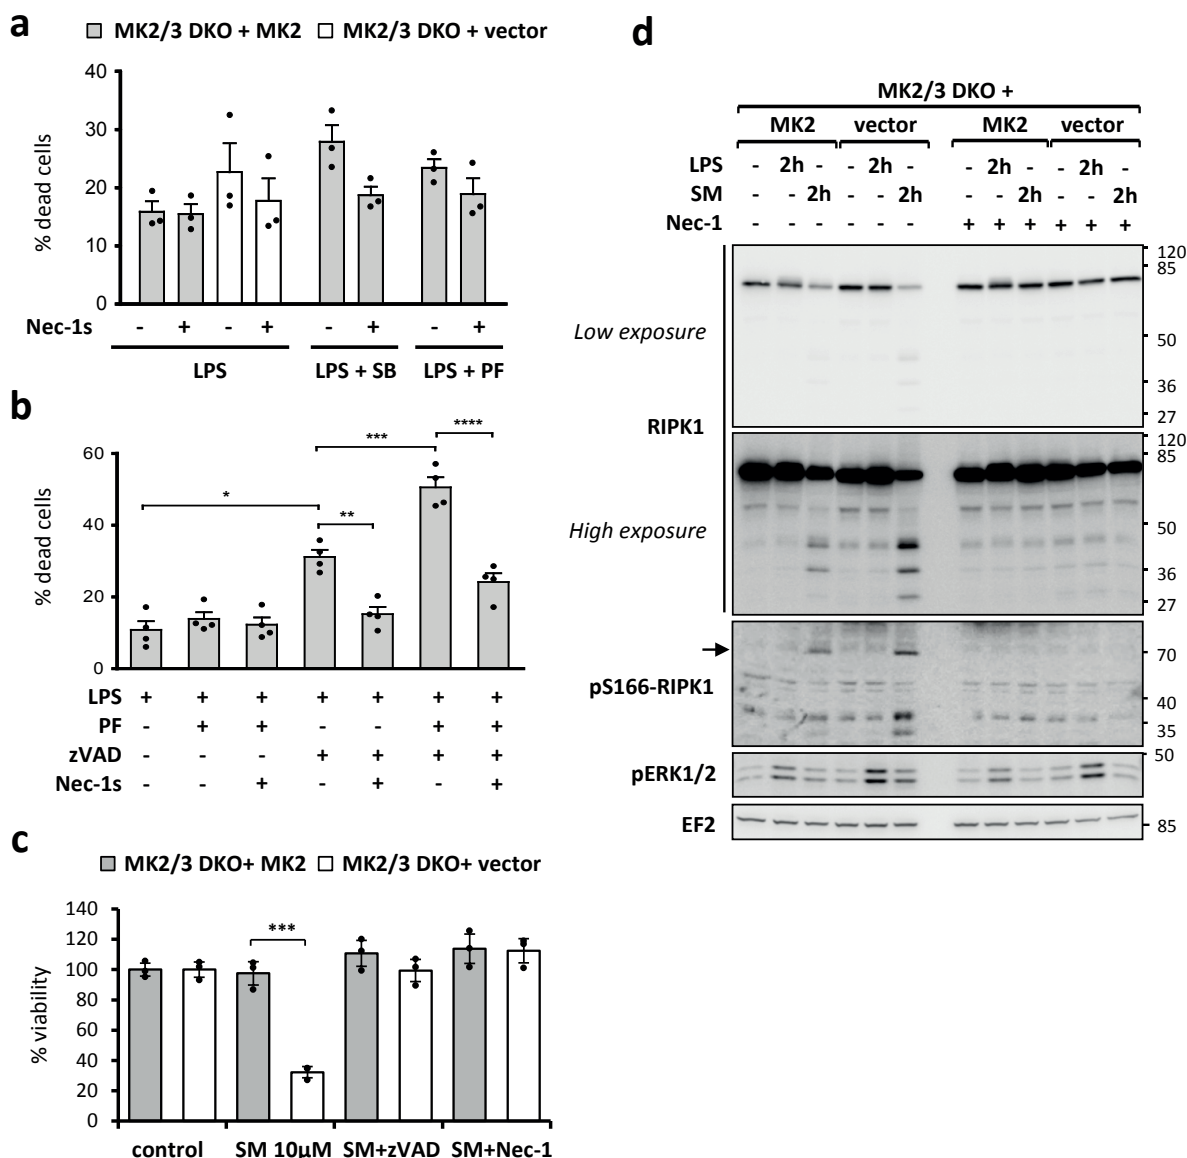 a
MK2/3 DKO + MK2 MK2/3 DKO + vector
40
30
20
10
0
% dead cells
Nec-1s - + - + - + - +
LPS LPS + SB LPS + PF
b
60
40
20
0
% dead cells
* *** **** **
LPS + + + + + + +
PF - + + - - + +
zVAD - - - + + + +
Nec-1s - - + - + - +
c
MK2/3 DKO+ MK2 MK2/3 DKO+ vector
140
120
100
80
60
40
20
0
% viability
***
control SM 10µM SM+zVAD SM+Nec-1
d
MK2/3 DKO +
MK2 vector MK2 vector
LPS - 2h - - 2h - - 2h - - 2h -
SM - - 2h - - 2h - - 2h - - 2h
Nec-1 - - - - - - + + + + + +
120
85
Low exposure
50
36
27
RIPK1
120
85
High exposure
50
36
27
70
pS166-RIPK1
40
35
50
pERK1/2
EF2 85